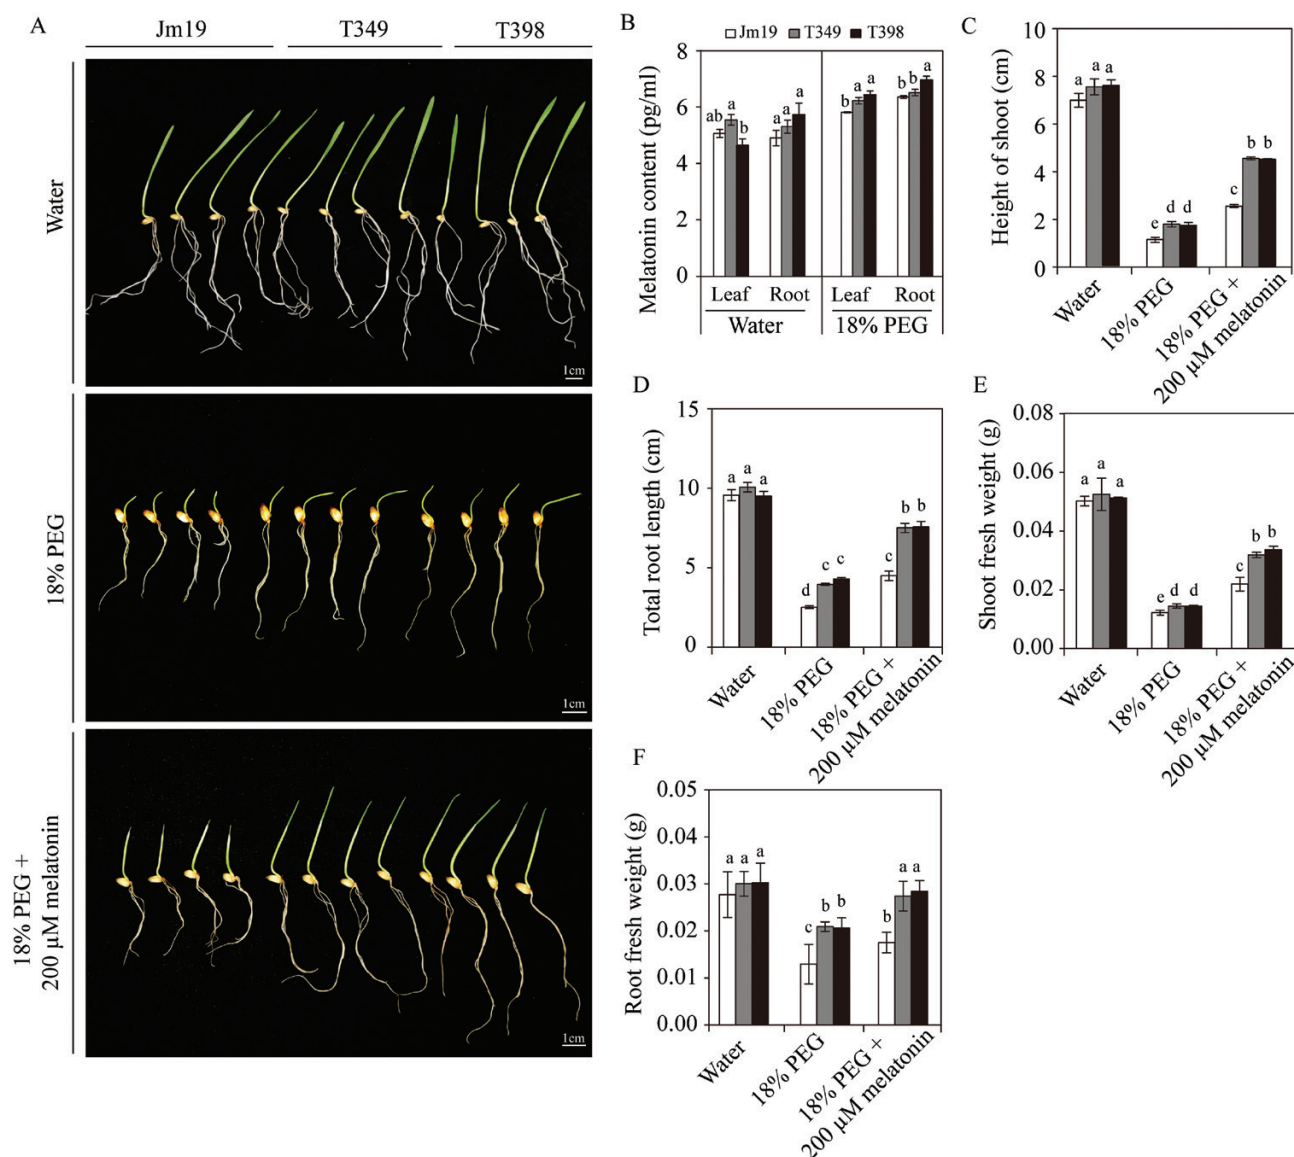 A
Jm19
T349
T398
Water
1cm
18% PEG
1cm
18% PEG +
200 µM melatonin
1cm
B
Jm19 T349 T398
Melatonin content (pg/ml)
8
6
4
2
0
ab a b a a a b a a b b a
Leaf Root Leaf Root
Water 18% PEG
C
Height of shoot (cm)
10
8
6
4
2
0
a a a e d d c b b
Water
18% PEG
18% PEG +
200 µM melatonin
D
Total root length (cm)
15
10
5
0
a a a d c c c b b
Water
18% PEG
18% PEG +
200 µM melatonin
E
Shoot fresh weight (g)
0.08
0.06
0.04
0.02
0.00
a a a e d d c b b
Water
18% PEG
18% PEG +
200 µM melatonin
F
Root fresh weight (g)
0.05
0.04
0.03
0.02
0.01
0.00
a a a c b b b a a
Water
18% PEG
18% PEG +
200 µM melatonin